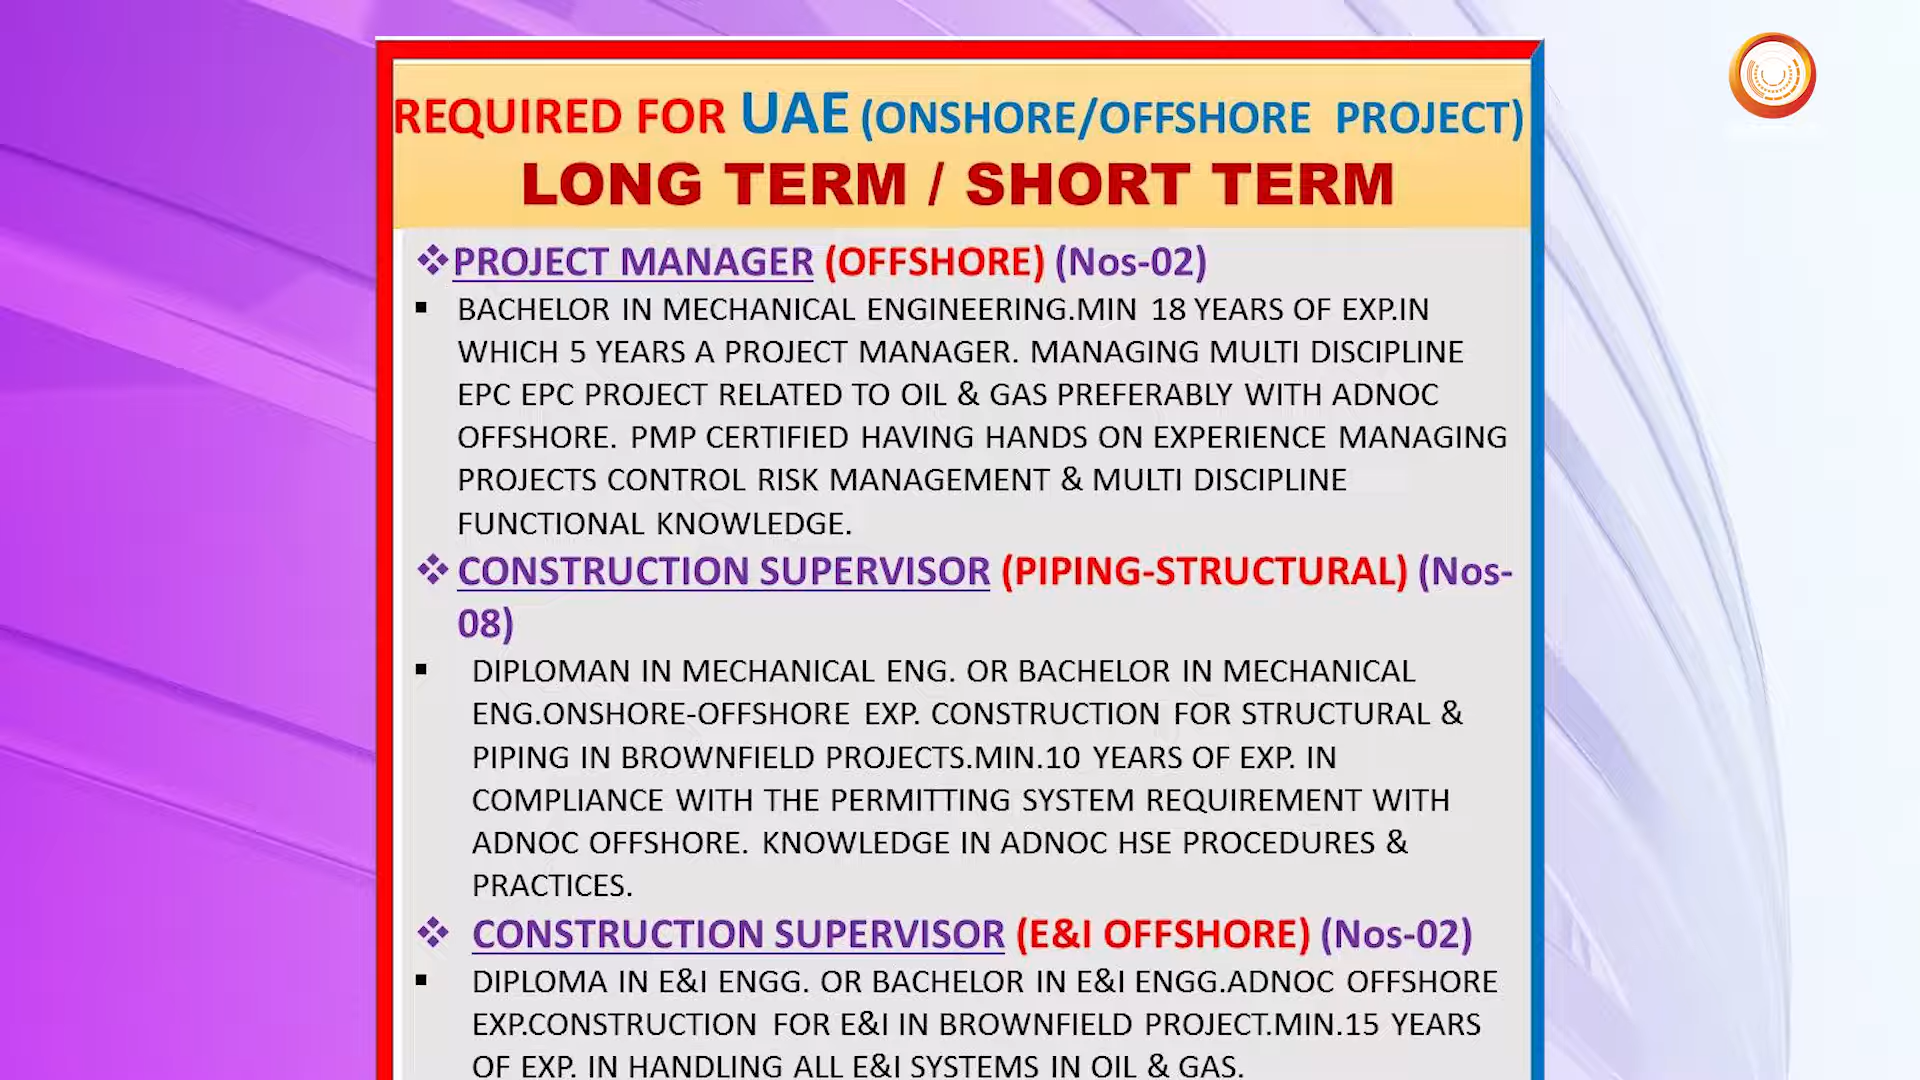 REQUIRED FOR UAE (ONSHORE/OFFSHORE PROJECT)
LONG TERM / SHORT TERM
❖PROJECT MANAGER (OFFSHORE) (Nos-02)
▪ BACHELOR IN MECHANICAL ENGINEERING.MIN 18 YEARS OF EXP.IN
WHICH 5 YEARS A PROJECT MANAGER. MANAGING MULTI DISCIPLINE
EPC EPC PROJECT RELATED TO OIL & GAS PREFERABLY WITH ADNOC
OFFSHORE. PMP CERTIFIED HAVING HANDS ON EXPERIENCE MANAGING
PROJECTS CONTROL RISK MANAGEMENT & MULTI DISCIPLINE
FUNCTIONAL KNOWLEDGE.
❖ CONSTRUCTION SUPERVISOR (PIPING-STRUCTURAL) (Nos-
08)
▪ DIPLOMAN IN MECHANICAL ENG. OR BACHELOR IN MECHANICAL
ENG.ONSHORE-OFFSHORE EXP. CONSTRUCTION FOR STRUCTURAL &
PIPING IN BROWNFIELD PROJECTS.MIN.10 YEARS OF EXP. IN
COMPLIANCE WITH THE PERMITTING SYSTEM REQUIREMENT WITH
ADNOC OFFSHORE. KNOWLEDGE IN ADNOC HSE PROCEDURES &
PRACTICES.
❖ CONSTRUCTION SUPERVISOR (E&I OFFSHORE) (Nos-02)
▪ DIPLOMA IN E&I ENGG. OR BACHELOR IN E&I ENGG.ADNOC OFFSHORE
EXP.CONSTRUCTION FOR E&I IN BROWNFIELD PROJECT.MIN.15 YEARS
OF EXP. IN HANDLING ALL E&I SYSTEMS IN OIL & GAS.